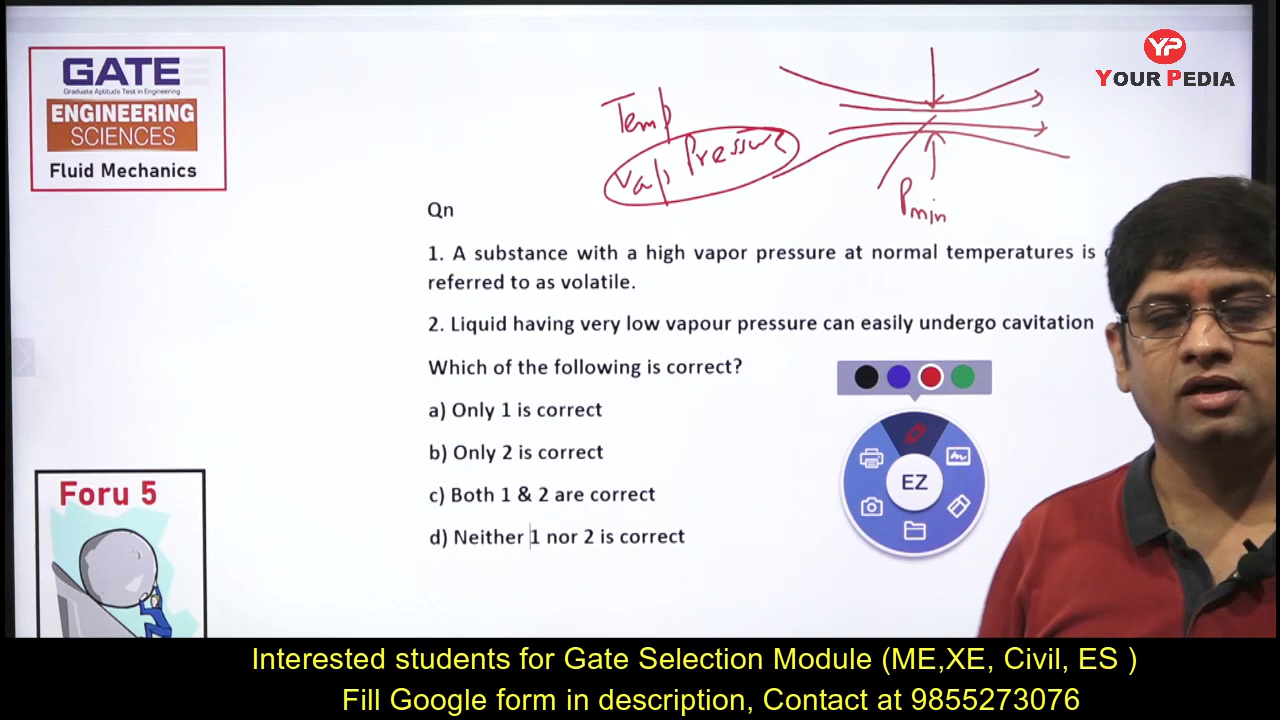 GATE
Graduate Aptitude Test in Engineering
ENGINEERING
SCIENCES
Fluid Mechanics
Temp
Vap Pressure
Pmin
YP
YOUR PEDIA
Qn
1. A substance with a high vapor pressure at normal temperatures is
referred to as volatile.
2. Liquid having very low vapour pressure can easily undergo cavitation
Which of the following is correct?
a) Only 1 is correct
b) Only 2 is correct
c) Both 1 & 2 are correct
d) Neither 1 nor 2 is correct
EZ
Foru 5
Interested students for Gate Selection Module (ME,XE, Civil, ES )
Fill Google form in description, Contact at 9855273076